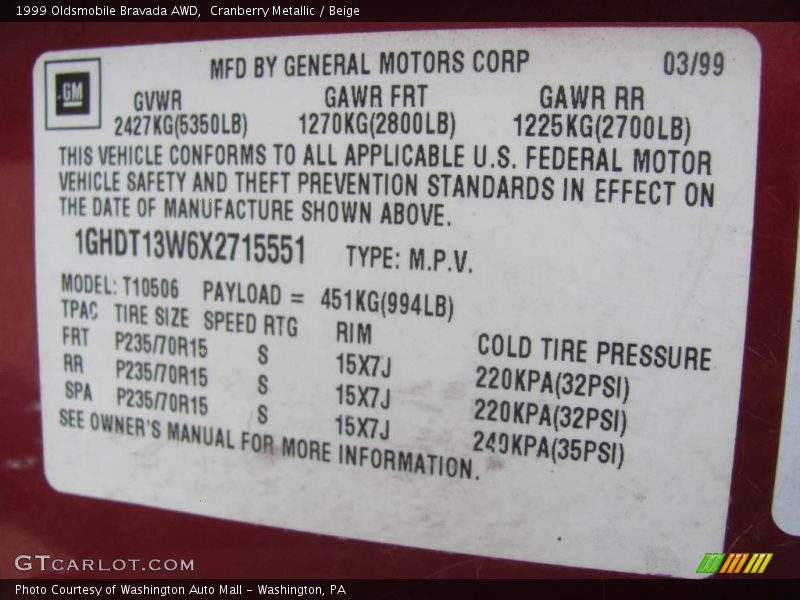 1999 Oldsmobile Bravada AWD,  Cranberry Metallic / Beige
MFD BY GENERAL MOTORS CORP 03/99
GM
GVWR GAWR FRT GAWR RR
2427KG(5350LB) 1270KG(2800LB) 1225KG(2700LB)
THIS VEHICLE CONFORMS TO ALL APPLICABLE U.S. FEDERAL MOTOR
VEHICLE SAFETY AND THEFT PREVENTION STANDARDS IN EFFECT ON
THE DATE OF MANUFACTURE SHOWN ABOVE.
1GHDT13W6X2715551 TYPE: M.P.V.
MODEL: T10506 PAYLOAD = 451KG(994LB)
TPAC TIRE SIZE SPEED RTG RIM COLD TIRE PRESSURE
FRT P235/70R15 S 15X7J 220KPA(32PSI)
RR P235/70R15 S 15X7J 220KPA(32PSI)
SPA P235/70R15 S 15X7J 240KPA(35PSI)
SEE OWNER'S MANUAL FOR MORE INFORMATION.
GTCARLOT.COM
Photo Courtesy of Washington Auto Mall - Washington, PA